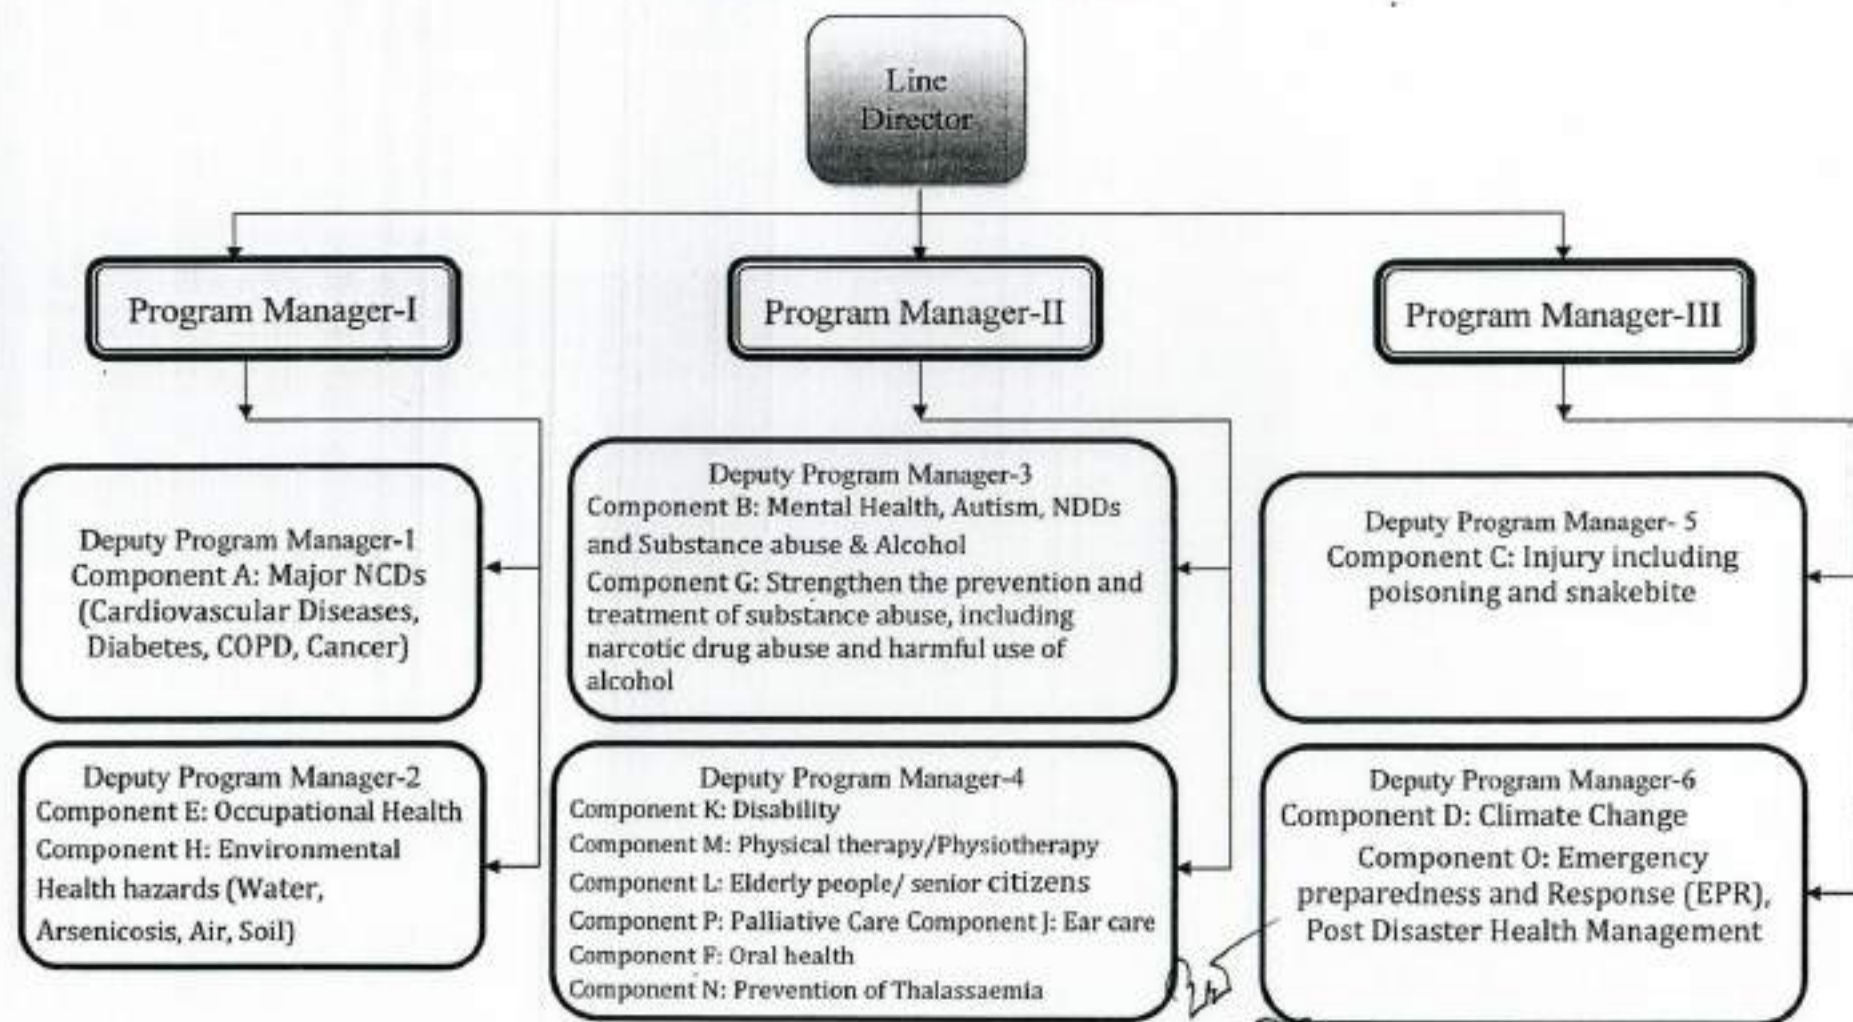 Line
Director
Program Manager-I
Program Manager-II
Program Manager-III
Deputy Program Manager-1
Component A: Major NCDs
(Cardiovascular Diseases,
Diabetes, COPD, Cancer)
Deputy Program Manager-2
Component E: Occupational Health
Component H: Environmental
Health hazards (Water,
Arsenicosis, Air, Soil)
Deputy Program Manager-3
Component B: Mental Health, Autism, NDDs
and Substance abuse & Alcohol
Component G: Strengthen the prevention and
treatment of substance abuse, including
narcotic drug abuse and harmful use of
alcohol
Deputy Program Manager-4
Component K: Disability
Component M: Physical therapy/Physiotherapy
Component L: Elderly people/ senior citizens
Component P: Palliative Care Component J: Ear care
Component F: Oral health
Component N: Prevention of Thalassaemia
Deputy Program Manager- 5
Component C: Injury including
poisoning and snakebite
Deputy Program Manager-6
Component D: Climate Change
Component O: Emergency
preparedness and Response (EPR),
Post Disaster Health Management